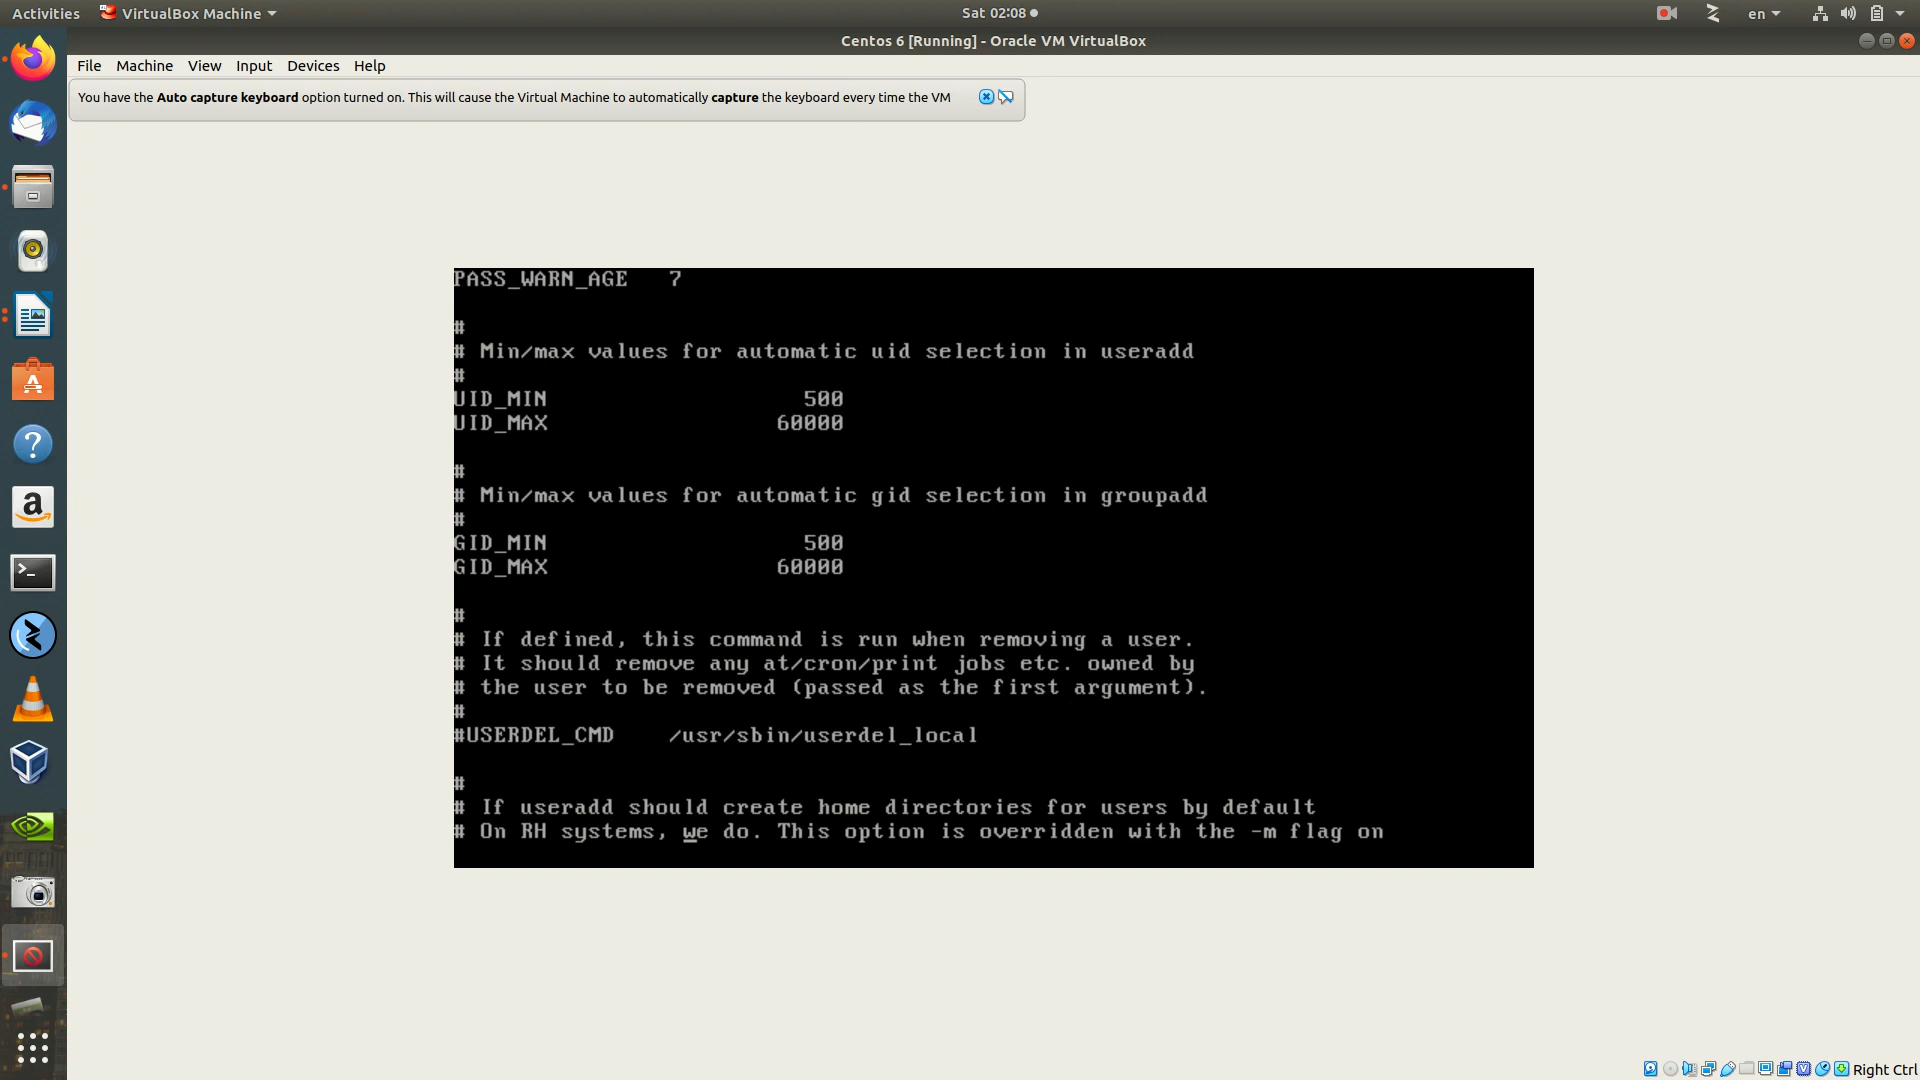 Activities VirtualBox Machine Sat 02:08 en
Centos 6 [Running] - Oracle VM VirtualBox
File Machine View Input Devices Help
You have the Auto capture keyboard option turned on. This will cause the Virtual Machine to automatically capture the keyboard every time the VM
PASS_WARN_AGE 7
#
# Min/max values for automatic uid selection in useradd
#
UID_MIN 500
UID_MAX 60000
#
# Min/max values for automatic gid selection in groupadd
#
GID_MIN 500
GID_MAX 60000
#
# If defined, this command is run when removing a user.
# It should remove any at/cron/print jobs etc. owned by
# the user to be removed (passed as the first argument).
#
#USERDEL_CMD /usr/sbin/userdel_local
#
# If useradd should create home directories for users by default
# On RH systems, we do. This option is overridden with the -m flag on
Right Ctrl